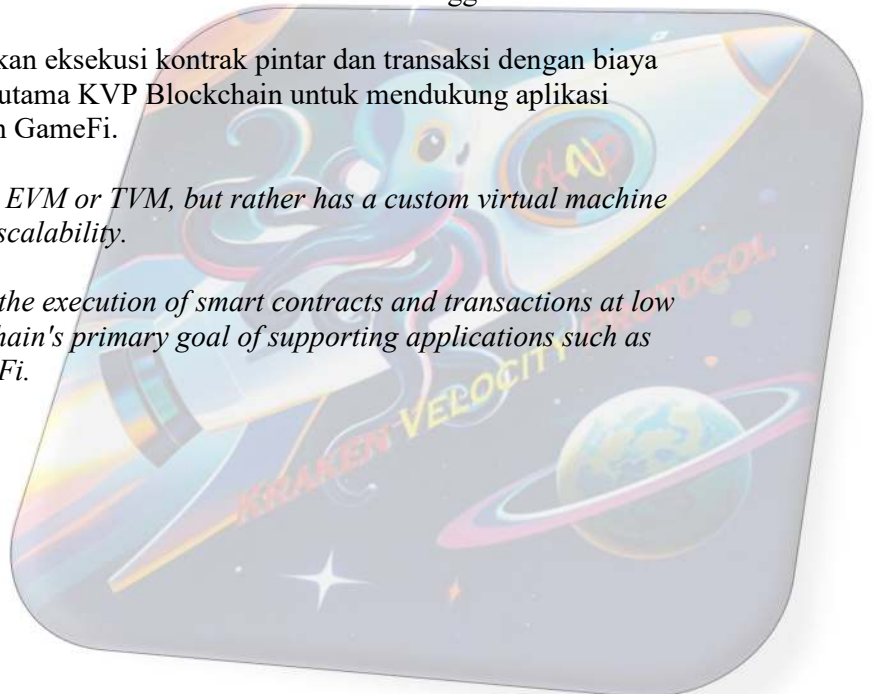 gg
kan eksekusi kontrak pintar dan transaksi dengan biaya
utama KVP Blockchain untuk mendukung aplikasi
n GameFi.
EVM or TVM, but rather has a custom virtual machine
scalability.
the execution of smart contracts and transactions at low
hain's primary goal of supporting applications such as
Fi.
KRAKEN VELOCITY PROTOCOL